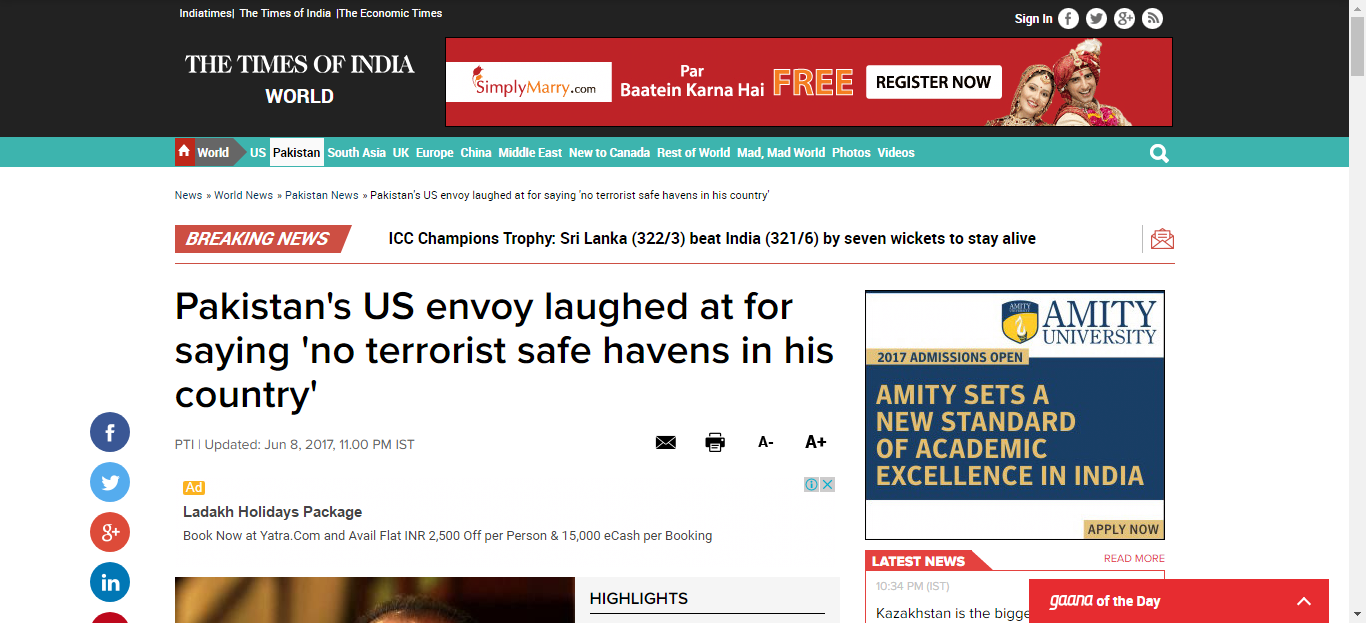 Indiatimes| The Times of India |The Economic Times
Sign In
THE TIMES OF INDIA
WORLD
SimplyMarry.com
Par
Baatein Karna Hai FREE
REGISTER NOW
World US Pakistan South Asia UK Europe China Middle East New to Canada Rest of World Mad, Mad World Photos Videos
News » World News » Pakistan News » Pakistan's US envoy laughed at for saying 'no terrorist safe havens in his country'
BREAKING NEWS
ICC Champions Trophy: Sri Lanka (322/3) beat India (321/6) by seven wickets to stay alive
Pakistan's US envoy laughed at for
saying 'no terrorist safe havens in his
country'
PTI | Updated: Jun 8, 2017, 11.00 PM IST
A- A+
Ad
Ladakh Holidays Package
Book Now at Yatra.Com and Avail Flat INR 2,500 Off per Person & 15,000 eCash per Booking
HIGHLIGHTS
AMITY
AMITY
UNIVERSITY
2017 ADMISSIONS OPEN
AMITY SETS A
NEW STANDARD
OF ACADEMIC
EXCELLENCE IN INDIA
APPLY NOW
LATEST NEWS
READ MORE
10:34 PM (IST)
Kazakhstan is the bigge
gaana of the Day